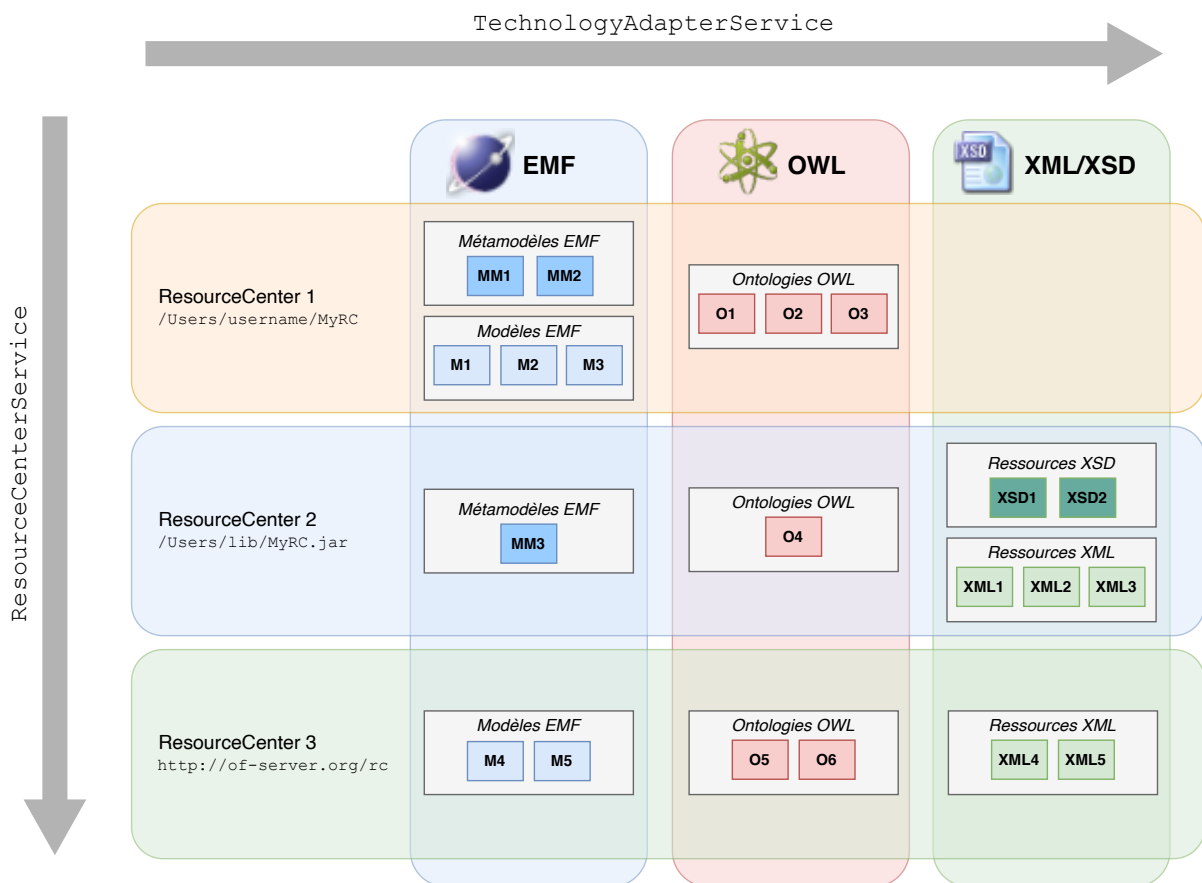 TechnologyAdapterService
ResourceCenterService
XSD
EMF
OWL
XML/XSD
ResourceCenter 1
/Users/username/MyRC
Métamodèles EMF
MM1 MM2
Modèles EMF
M1 M2 M3
Ontologies OWL
O1 O2 O3
ResourceCenter 2
/Users/lib/MyRC.jar
Métamodèles EMF
MM3
Ontologies OWL
O4
Ressources XSD
XSD1 XSD2
Ressources XML
XML1 XML2 XML3
ResourceCenter 3
http://of-server.org/rc
Modèles EMF
M4 M5
Ontologies OWL
O5 O6
Ressources XML
XML4 XML5